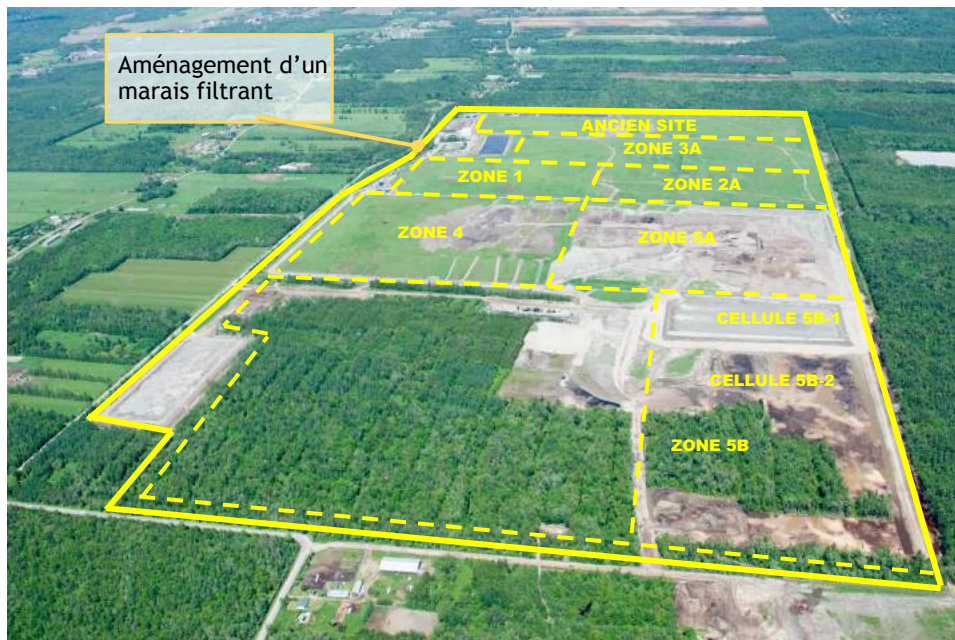 Aménagement d'un
marais filtrant
ANCIEN SITE
ZONE 3A
ZONE 1
ZONE 2A
ZONE 4
ZONE 5A
CELLULE 5B-1
CELLULE 5B-2
ZONE 5B